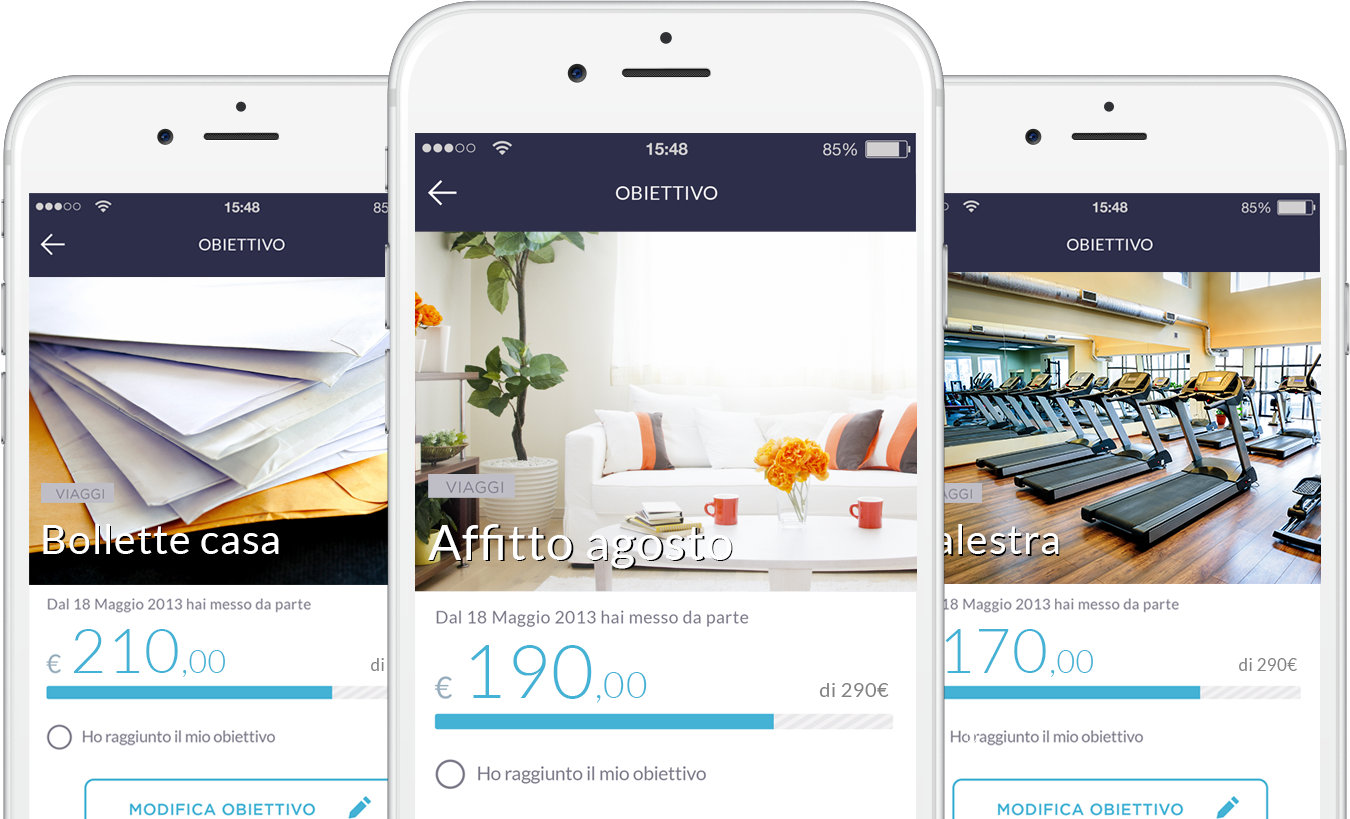 15:48
85
OBIETTIVO
VIAGGI
Bollette casa
Dal 18 Maggio 2013 hai messo da parte
€ 210,00
di
Ho raggiunto il mio obiettivo
MODIFICA OBIETTIVO
15:48
85%
OBIETTIVO
VIAGGI
Affitto agosto
Dal 18 Maggio 2013 hai messo da parte
€ 190,00
di 290€
Ho raggiunto il mio obiettivo
15:48
85%
OBIETTIVO
AGGI
alestra
18 Maggio 2013 hai messo da parte
170,00
di 290€
Ho raggiunto il mio obiettivo
MODIFICA OBIETTIVO